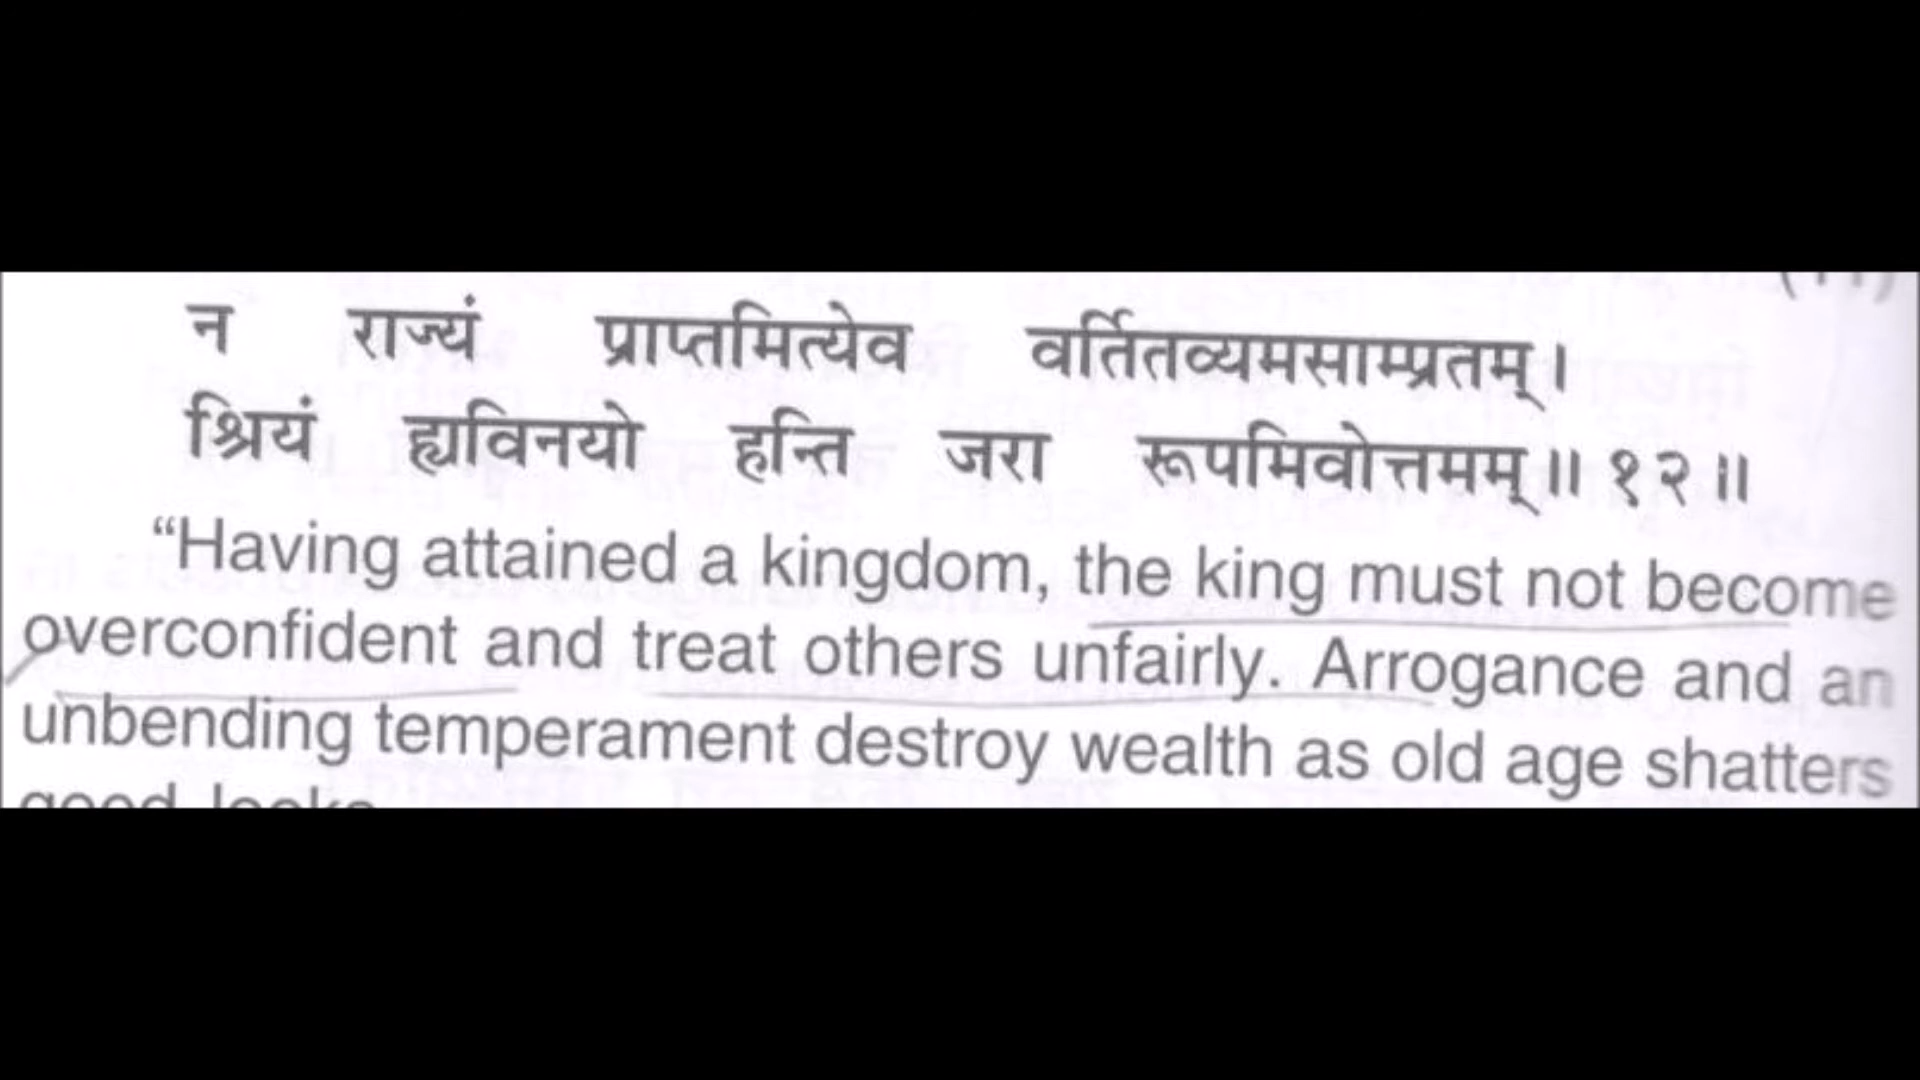 न राज्यं प्राप्तमित्येव वर्तितव्यमसाम्प्रतम्।
श्रियं ह्यविनयो हन्ति जरा रूपमिवोत्तमम्॥ १२॥
“Having attained a kingdom, the king must not become
overconfident and treat others unfairly. Arrogance and an
unbending temperament destroy wealth as old age shatters